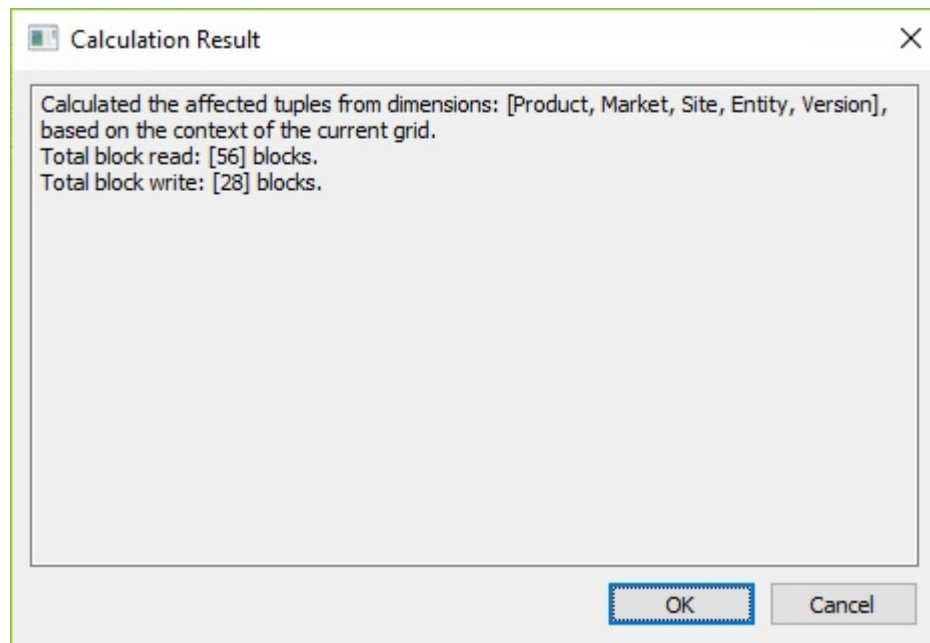 Calculation Result
Calculated the affected tuples from dimensions: [Product, Market, Site, Entity, Version],
based on the context of the current grid.
Total block read: [56] blocks.
Total block write: [28] blocks.
OK
Cancel